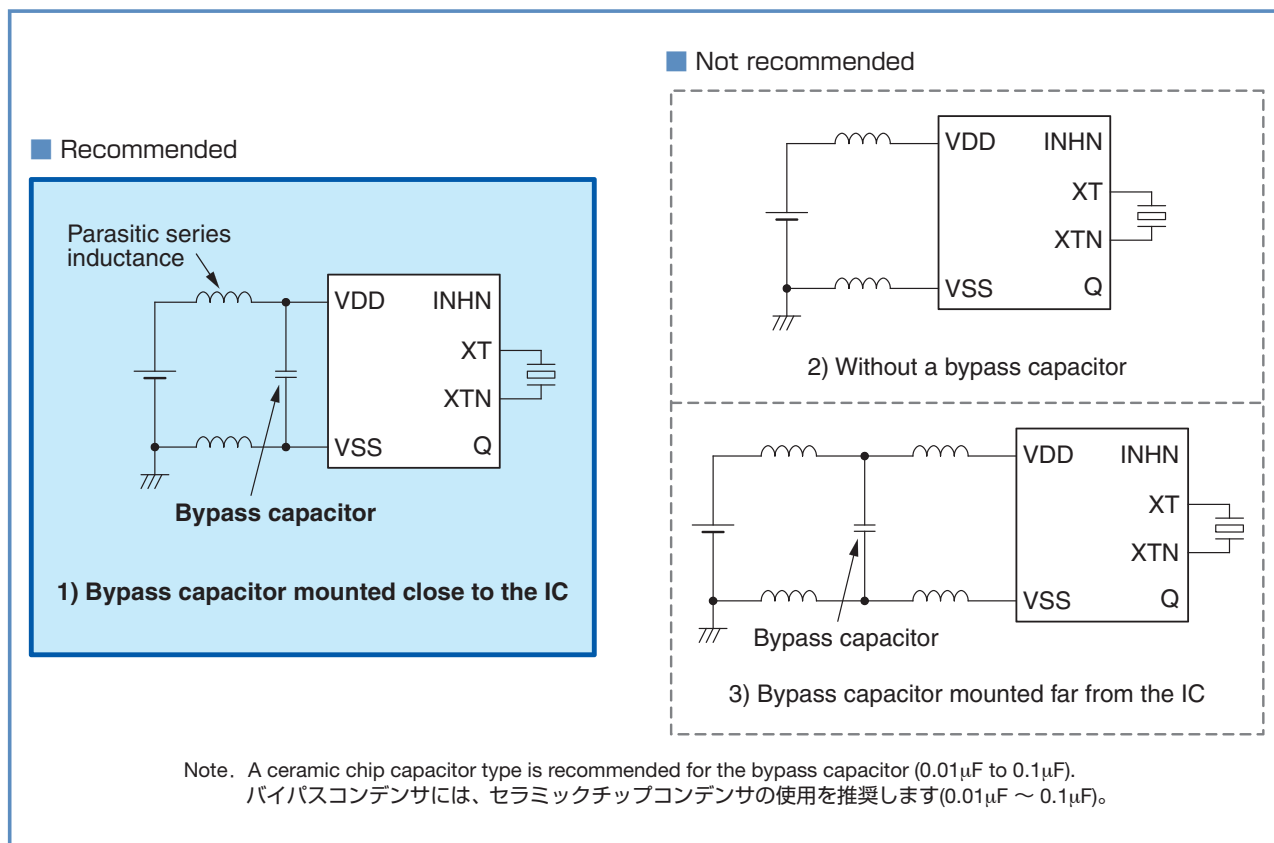 ■ Recommended
Parasitic series
inductance
VDD INHN
XT
XTN
VSS Q
Bypass capacitor
1) Bypass capacitor mounted close to the IC
■ Not recommended
VDD INHN
XT
XTN
VSS Q
2) Without a bypass capacitor
VDD INHN
XT
XTN
VSS Q
Bypass capacitor
3) Bypass capacitor mounted far from the IC
Note. A ceramic chip capacitor type is recommended for the bypass capacitor (0.01μF to 0.1μF).
バイパスコンデンサには、セラミックチップコンデンサの使用を推奨します(0.01μF ～ 0.1μF)。